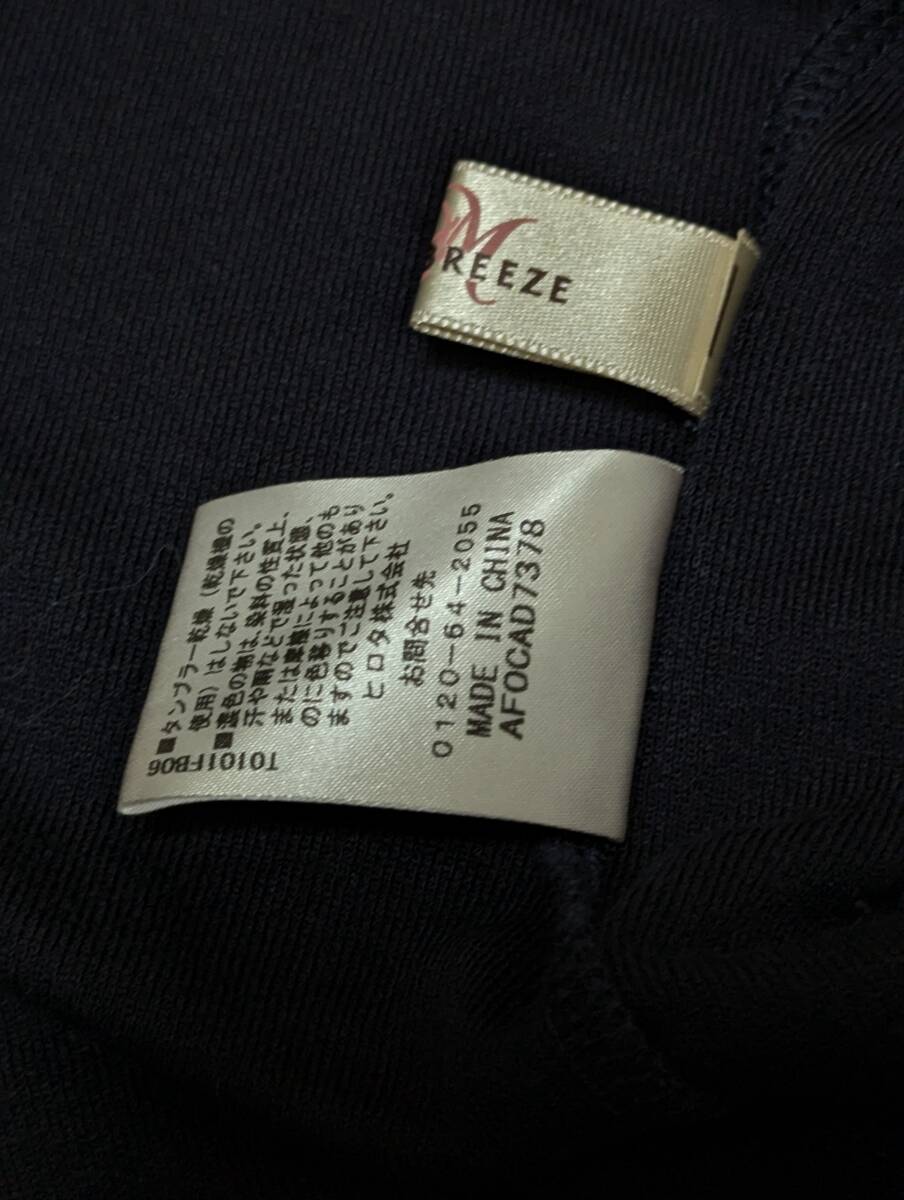 M
BREEZE
■タンブラー乾燥(乾燥機の
使用)はしないで下さい。
■濃色の物は、染料の性質上、
汗や雨などで湿った状態、
または摩擦によって他のも
のに色移りすることがあり
ますのでご注意して下さい。
ヒロタ株式会社
お問合せ先
0120-64-2055
MADE IN CHINA
AFOCAD7378
T0101FB06